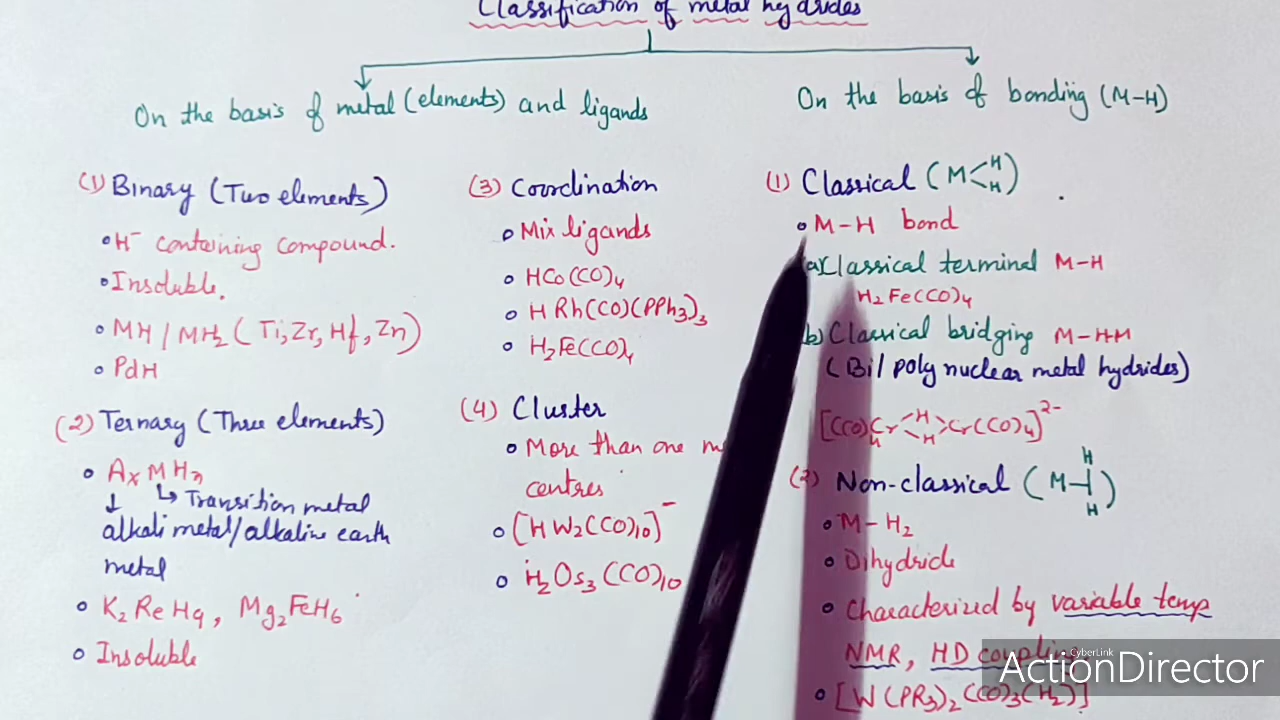 Classification of metal hydrides
On the basis of metal (elements) and ligands
(1) Binary (Two elements)
H⁻ containing compound.
Insoluble.
MH / MH₂ (Ti, Zr, Hf, Zn)
PdH
(2) Ternary (Three elements)
AₓMHₙ
Transition metal
alkali metal/alkaline earth
metal
K₂ReH₉, Mg₂FeH₆
Insoluble
(3) Coordination
Mix ligands
HCo(CO)₄
HRh(CO)(PPh₃)₃
H₂Fe(CO)₄
(4) Cluster
More than one
centres
[HW₂(CO)₁₀]⁻
H₂Os₃(CO)₁₀
On the basis of bonding (M-H)
(1) Classical (M<H H)
M-H bond
(a) Classical terminal M-H
H₂Fe(CO)₄
b) Classical bridging M-HM
(Bi/poly nuclear metal hydrides)
[(CO)₄Cr<H H>Cr(CO)₄]²⁻
(2) Non-classical (M-H H)
M-H₂
Dihydride
Characterized by variable temp
NMR, HD coupling
[W(PR₃)₂(CO)₃(H₂)]
CyberLink
ActionDirector